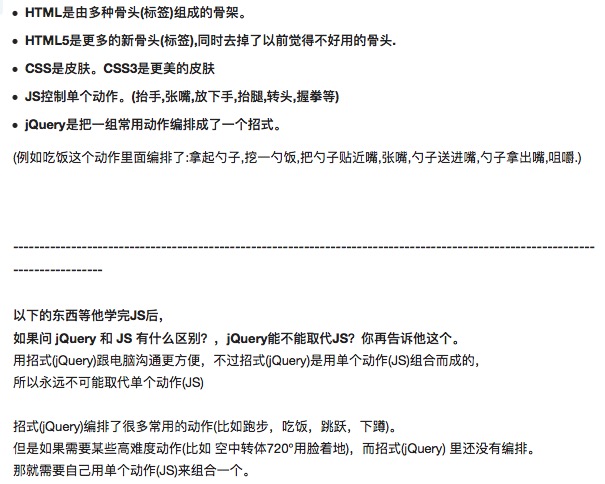 • HTML是由多种骨头(标签)组成的骨架。
• HTML5是更多的新骨头(标签),同时去掉了以前觉得不好用的骨头.
• CSS是皮肤。CSS3是更美的皮肤
• JS控制单个动作。(抬手,张嘴,放下手,抬腿,转头,握拳等)
• jQuery是把一组常用动作编排成了一个招式。
(例如吃饭这个动作里面编排了:拿起勺子,挖一勺饭,把勺子贴近嘴,张嘴,勺子送进嘴,勺子拿出嘴,咀嚼.)
---------------------------------------------------------------------------------------------------------------
-----------------
以下的东西等他学完JS后，
如果问 jQuery 和 JS 有什么区别？，jQuery能不能取代JS？你再告诉他这个。
用招式(jQuery)跟电脑沟通更方便，不过招式(jQuery)是用单个动作(JS)组合而成的，
所以永远不可能取代单个动作(JS)
招式(jQuery)编排了很多常用的动作(比如跑步，吃饭，跳跃，下蹲)。
但是如果需要某些高难度动作(比如 空中转体720°用脸着地)，而招式(jQuery) 里还没有编排。
那就需要自己用单个动作(JS)来组合一个。